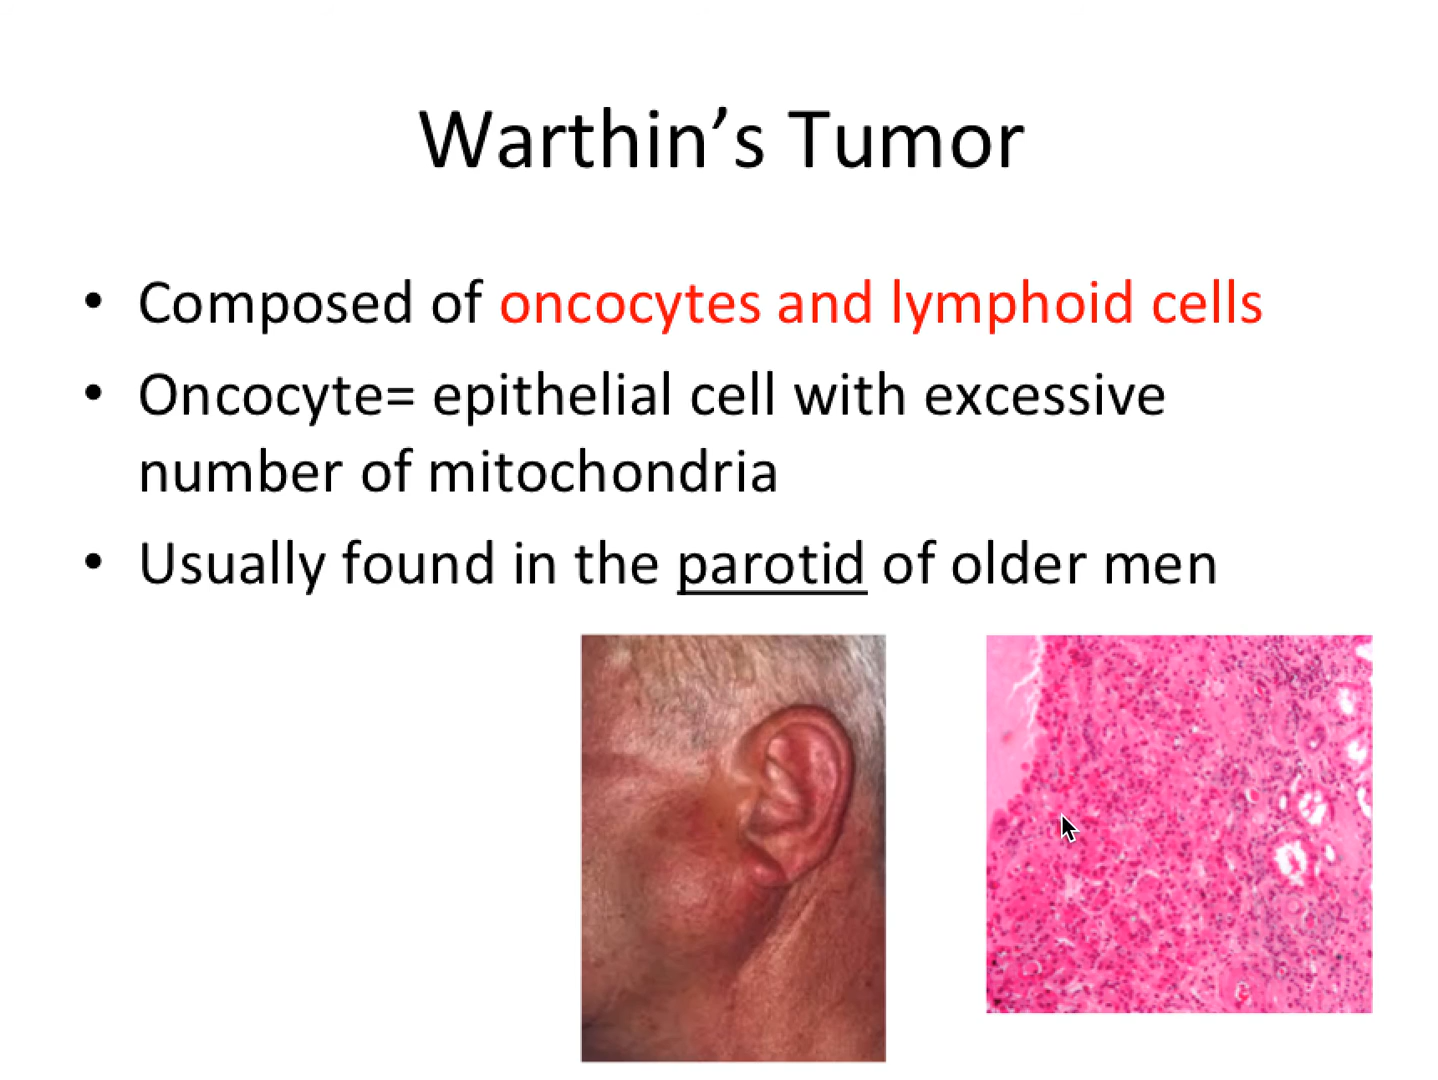 Warthin’s Tumor
• Composed of oncocytes and lymphoid cells
• Oncocyte= epithelial cell with excessive
number of mitochondria
• Usually found in the parotid of older men